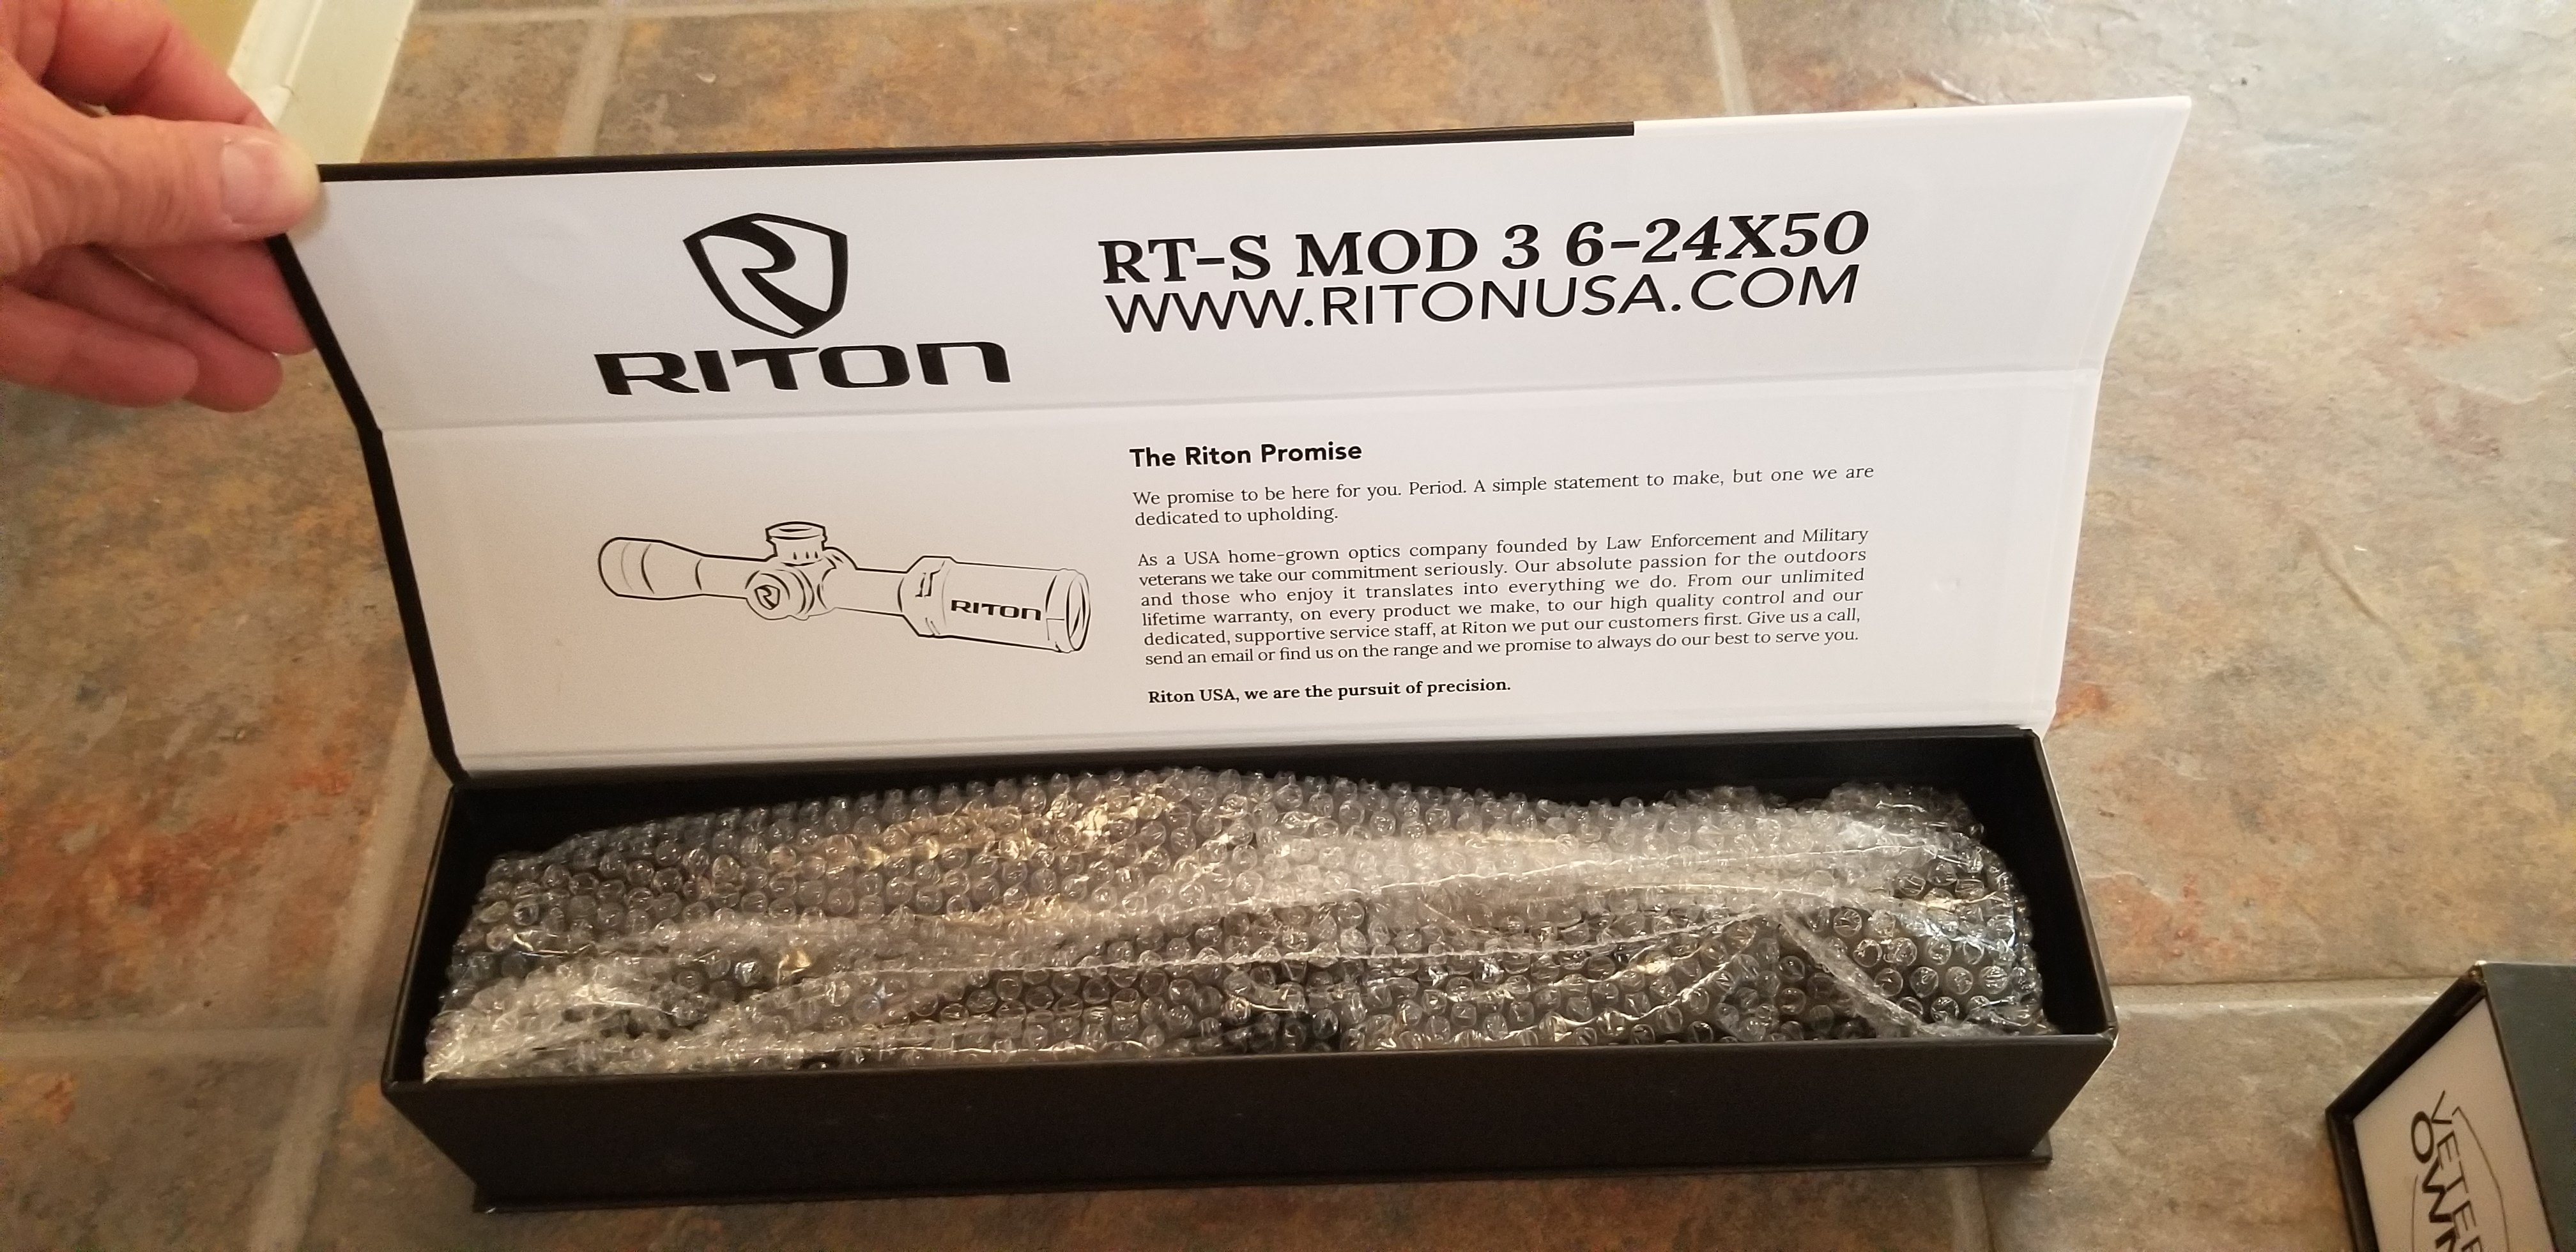 RITON
RT-S MOD 3 6-24X50
WWW.RITONUSA.COM
RITON
The Riton Promise
We promise to be here for you. Period. A simple statement to make, but one we are
dedicated to upholding.
As a USA home-grown optics company founded by Law Enforcement and Military
veterans we take our commitment seriously. Our absolute passion for the outdoors
and those who enjoy it translates into everything we do. From our unlimited
lifetime warranty, on every product we make, to our high quality control and our
dedicated, supportive service staff, at Riton we put our customers first. Give us a call,
send an email or find us on the range and we promise to always do our best to serve you.
Riton USA, we are the pursuit of precision.